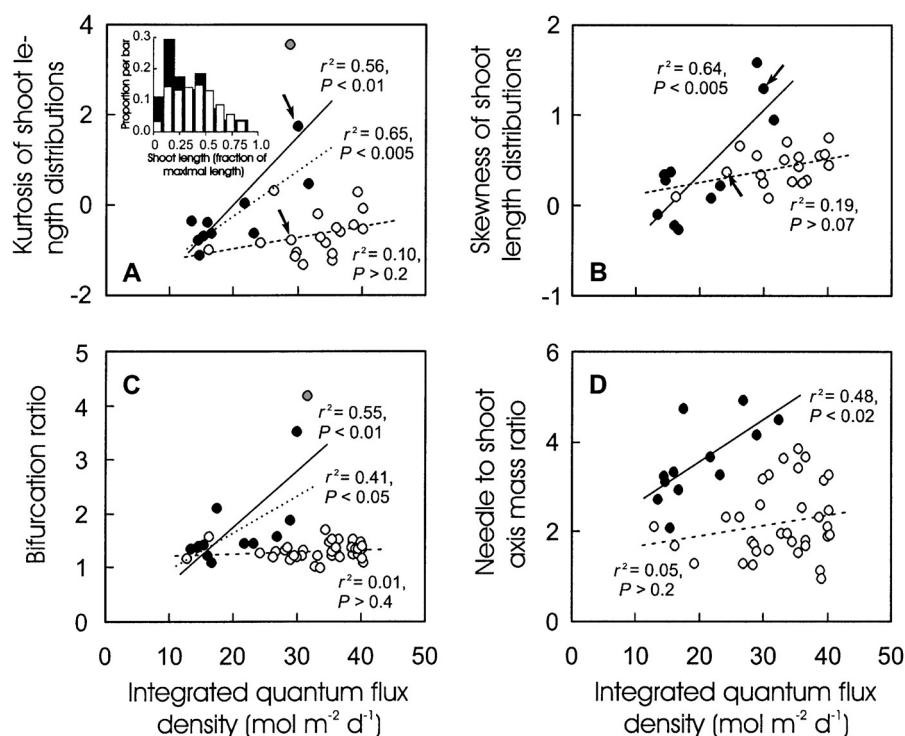 A
Kurtosis of shoot le-
ngth distributions
4
2
0
-2
Proportion per bar
0.3
0.2
0.1
0.0
0 0.25 0.5 0.75 1.0
Shoot length (fraction of
maximal length)
r² = 0.56,
P < 0.01
r² = 0.65,
P < 0.005
r² = 0.10,
P > 0.2
B
Skewness of shoot
length distributions
2
1
0
-1
r² = 0.64,
P < 0.005
r² = 0.19,
P > 0.07
C
Bifurcation ratio
5
4
3
2
1
0
r² = 0.55,
P < 0.01
r² = 0.41,
P < 0.05
r² = 0.01,
P > 0.4
0 10 20 30 40 50
Integrated quantum flux
density (mol m⁻² d⁻¹)
D
Needle to shoot
axis mass ratio
6
4
2
0
r² = 0.48,
P < 0.02
r² = 0.05,
P > 0.2
0 10 20 30 40 50
Integrated quantum flux
density (mol m⁻² d⁻¹)